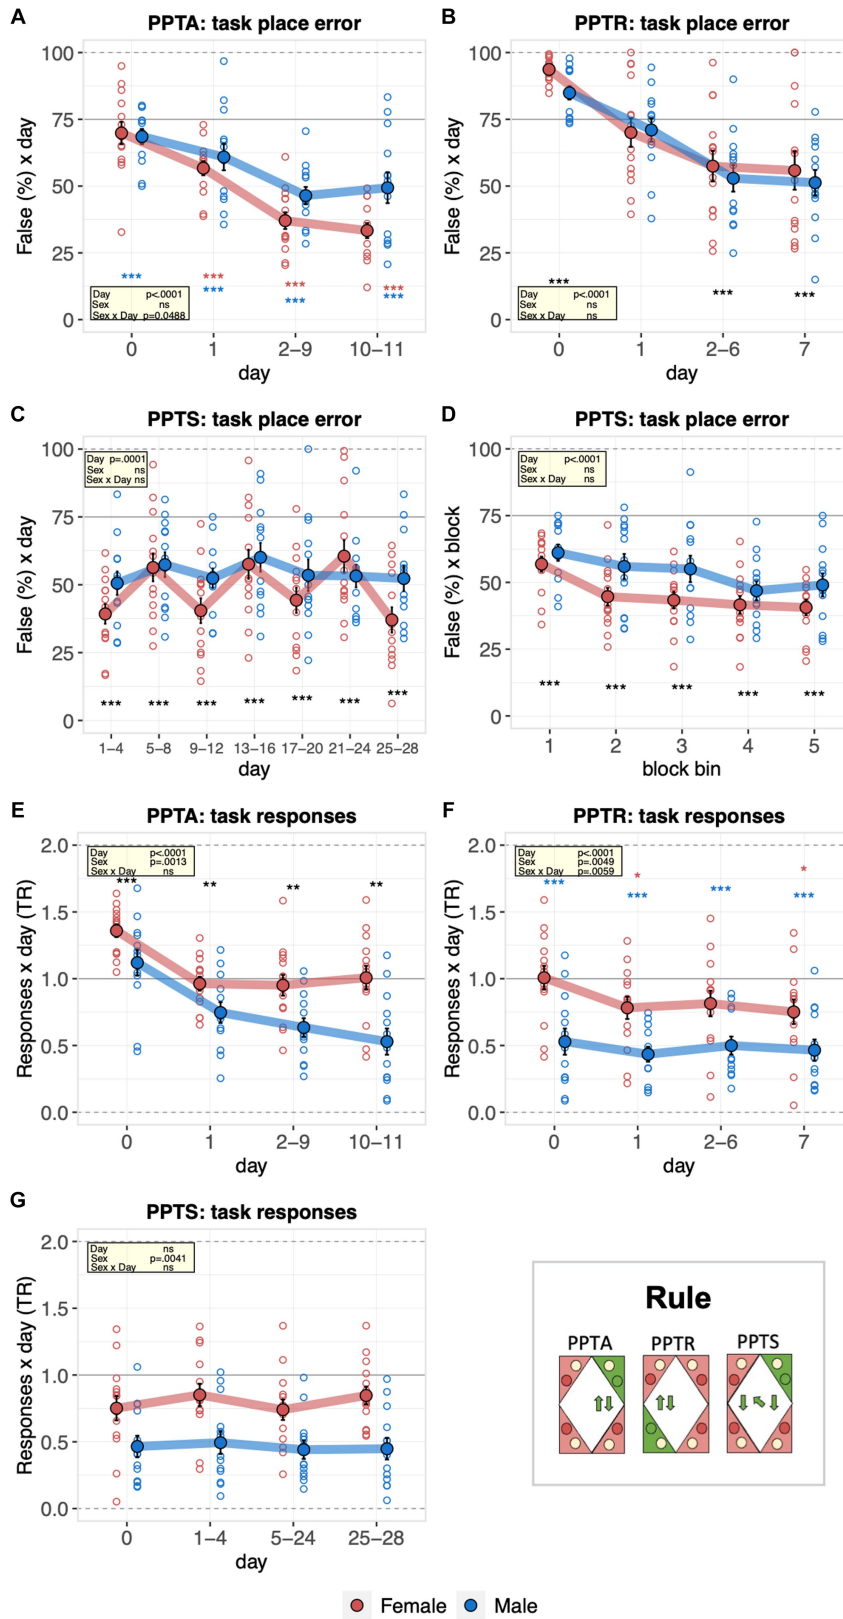 A
PPTA: task place error
False (%) x day
100
75
50
25
0
***
***
***
***
***
***
***
Day p<.0001
Sex ns
Sex x Day p=0.0488
0 1 2–9 10–11
day
B
PPTR: task place error
False (%) x day
100
75
50
25
0
***
***
***
Day p<.0001
Sex ns
Sex x Day ns
0 1 2–6 7
day
C
PPTS: task place error
False (%) x day
100
75
50
25
0
Day p=.0001
Sex ns
Sex x Day ns
*** *** *** *** *** *** ***
1–4 5–8 9–12 13–16 17–20 21–24 25–28
day
D
PPTS: task place error
False (%) x block
100
75
50
25
0
Day p<.0001
Sex ns
Sex x Day ns
*** *** *** *** ***
1 2 3 4 5
block bin
E
PPTA: task responses
Responses x day (TR)
2.0
1.5
1.0
0.5
0.0
Day p<.0001
Sex p=.0013
Sex x Day ns
*** ** ** **
0 1 2–9 10–11
day
F
PPTR: task responses
Responses x day (TR)
2.0
1.5
1.0
0.5
0.0
Day p<.0001
Sex p=.0049
Sex x Day p=.0059
* *
*** *** *** ***
0 1 2–6 7
day
G
PPTS: task responses
Responses x day (TR)
2.0
1.5
1.0
0.5
0.0
Day ns
Sex p=.0041
Sex x Day ns
0 1–4 5–24 25–28
day
Rule
PPTA PPTR PPTS
Female Male